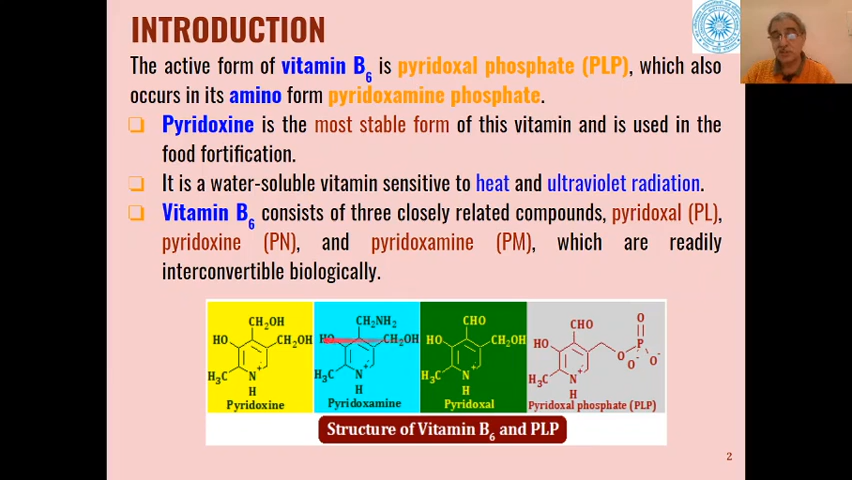 INTRODUCTION
The active form of vitamin B6 is pyridoxal phosphate (PLP), which also
occurs in its amino form pyridoxamine phosphate.
❑ Pyridoxine is the most stable form of this vitamin and is used in the
food fortification.
❑ It is a water-soluble vitamin sensitive to heat and ultraviolet radiation.
❑ Vitamin B6 consists of three closely related compounds, pyridoxal (PL),
pyridoxine (PN), and pyridoxamine (PM), which are readily
interconvertible biologically.
CH2OH
HO CH2OH
H3C N+
H
Pyridoxine
CH2NH2
HO CH2OH
H3C N+
H
Pyridoxamine
CHO
HO CH2OH
H3C N+
H
Pyridoxal
CHO O
HO O P
O- O-
H3C N+
H
Pyridoxal phosphate (PLP)
Structure of Vitamin B6 and PLP
2